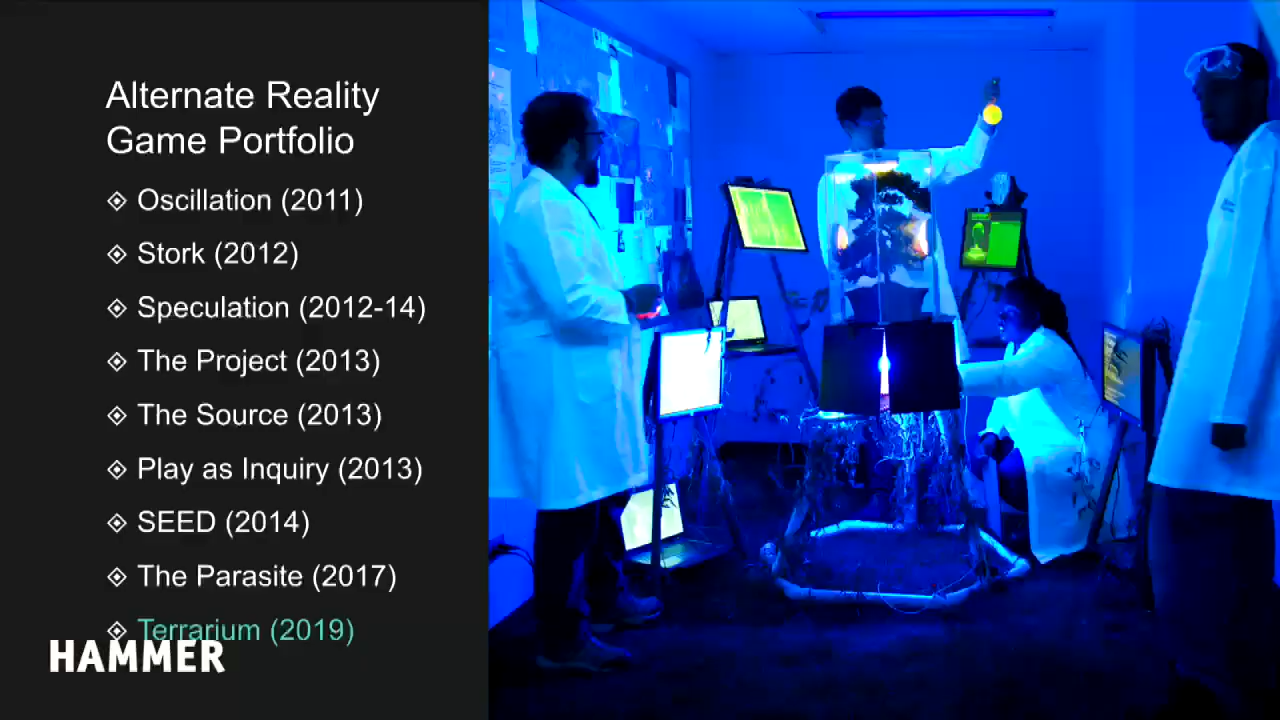 Alternate Reality
Game Portfolio
Oscillation (2011)
Stork (2012)
Speculation (2012-14)
The Project (2013)
The Source (2013)
Play as Inquiry (2013)
SEED (2014)
The Parasite (2017)
Terrarium (2019)
HAMMER